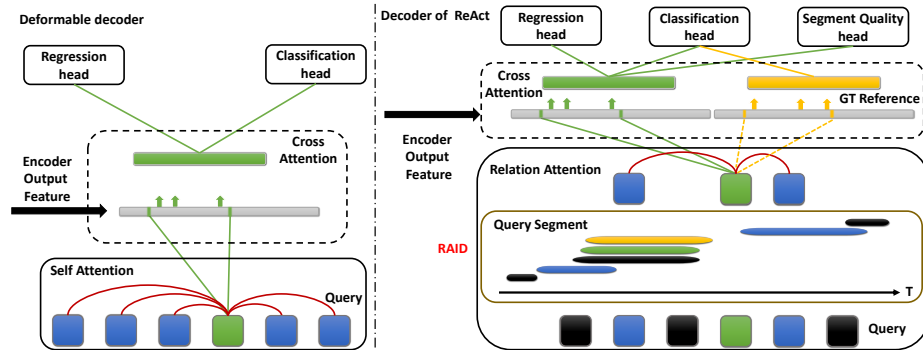 Deformable decoder
Regression
head
Classification
head
Cross
Attention
Encoder
Output
Feature
Self Attention
Query
Decoder of ReAct
Regression
head
Classification
head
Segment Quality
head
Cross
Attention
GT Reference
Encoder
Output
Feature
Relation Attention
Query Segment
RAID
T
Query